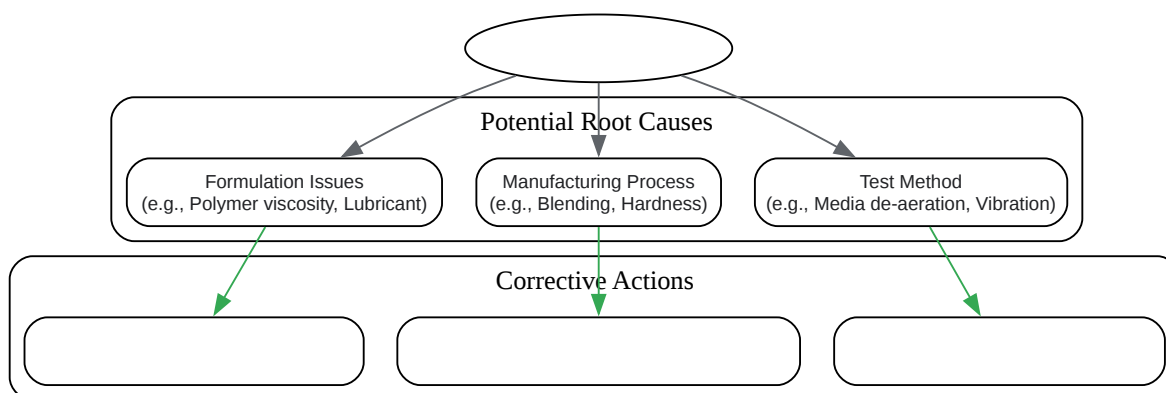 Potential Root Causes
Formulation Issues
(e.g., Polymer viscosity, Lubricant)
Manufacturing Process
(e.g., Blending, Hardness)
Test Method
(e.g., Media de-aeration, Vibration)
Corrective Actions